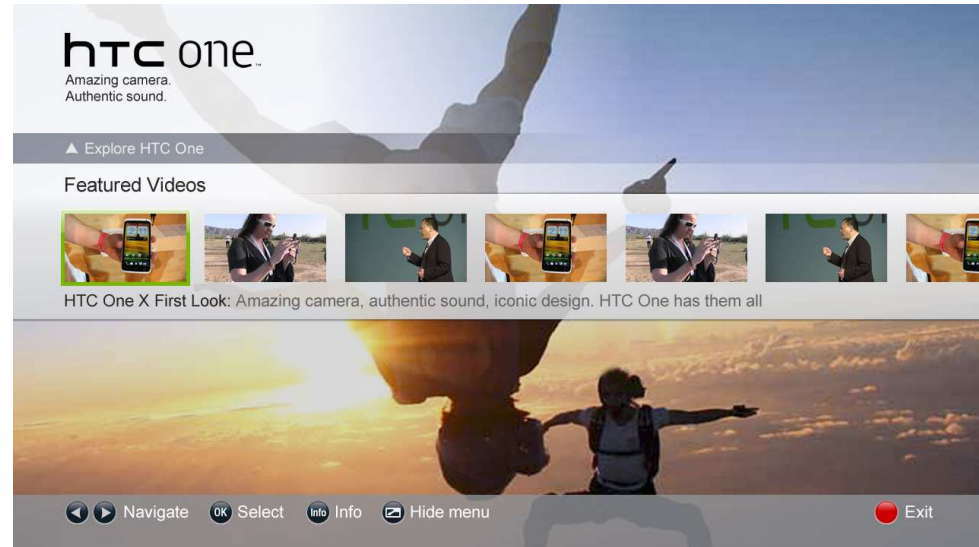 hTC one™
Amazing camera.
Authentic sound.
Explore HTC One
Featured Videos
HTC One X First Look: Amazing camera, authentic sound, iconic design. HTC One has them all
Navigate OK Select Info Info Hide menu Exit